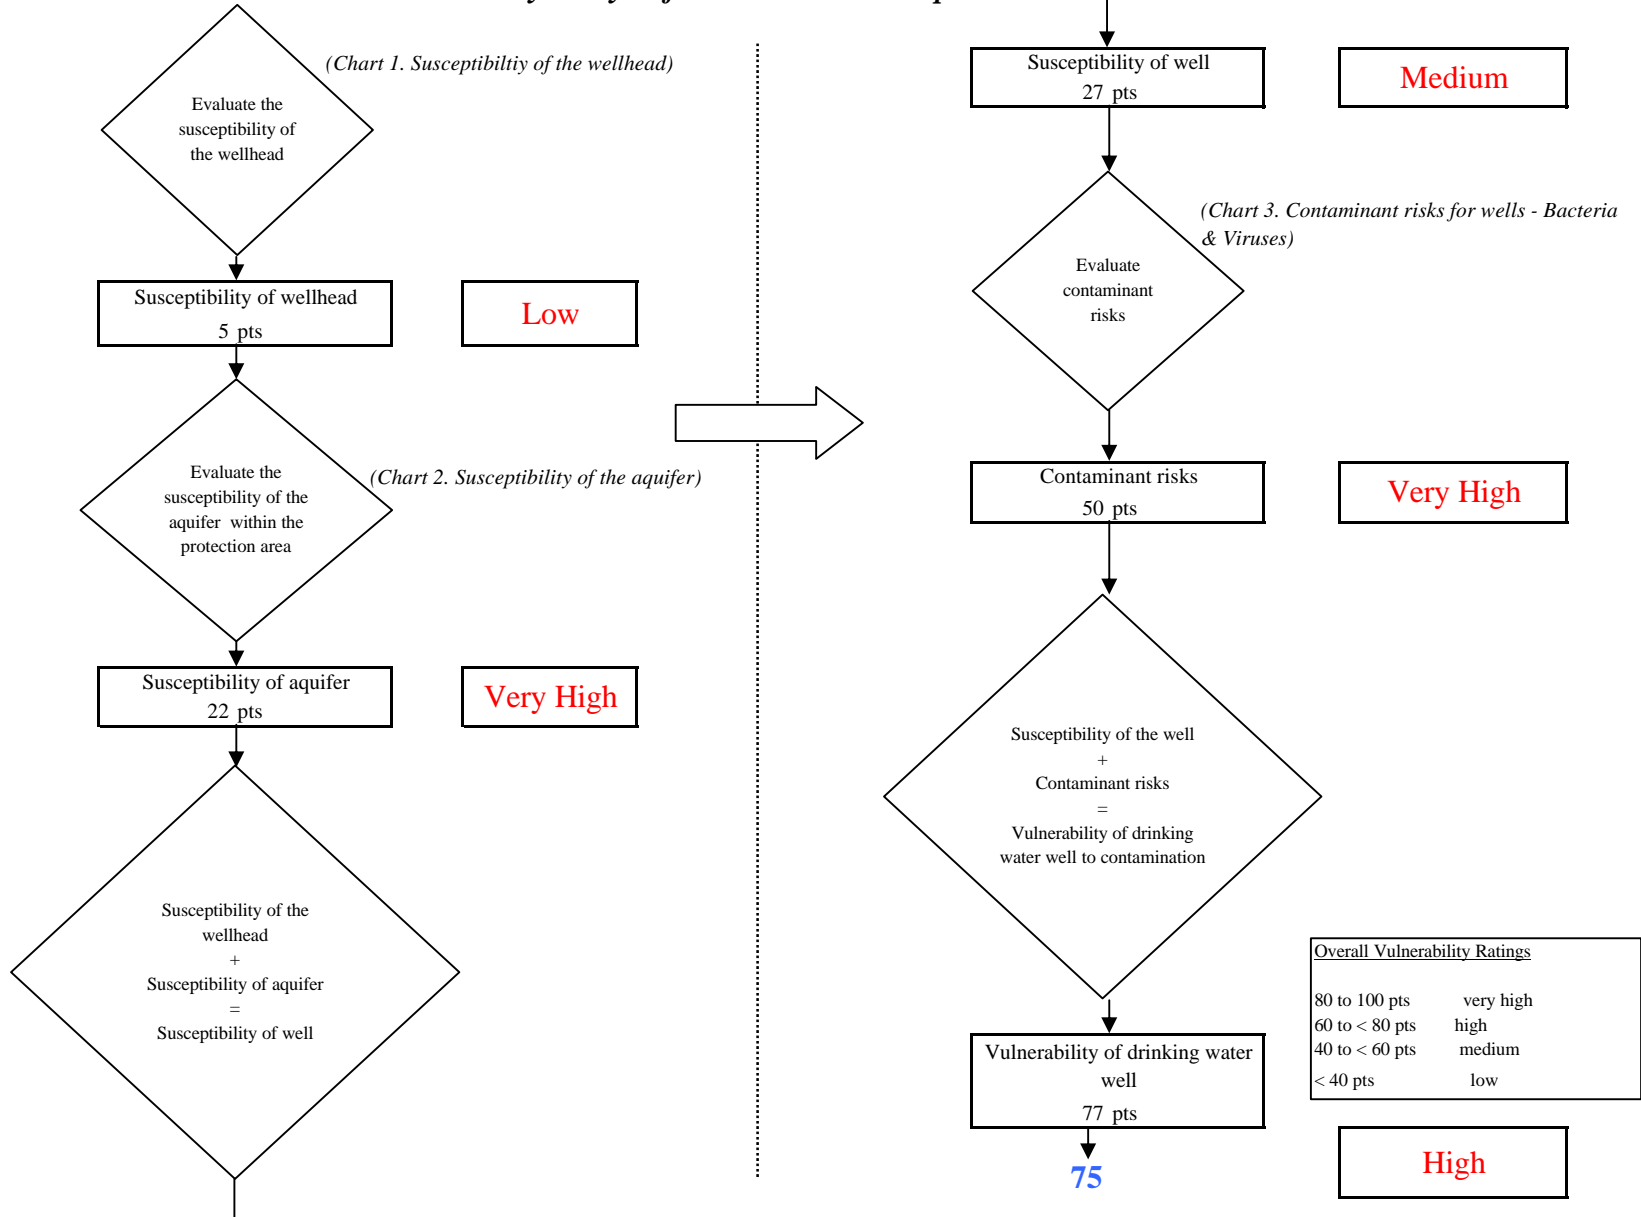 (Chart 1. Susceptibiltiy of the wellhead)
Evaluate the
susceptibility of
the wellhead
Susceptibility of wellhead
5 pts
Low
Evaluate the
susceptibility of the
aquifer within the
protection area
(Chart 2. Susceptibility of the aquifer)
Susceptibility of aquifer
22 pts
Very High
Susceptibility of the
wellhead
+
Susceptibility of aquifer
=
Susceptibility of well
Susceptibility of well
27 pts
Medium
(Chart 3. Contaminant risks for wells - Bacteria
& Viruses)
Evaluate
contaminant
risks
Contaminant risks
50 pts
Very High
Susceptibility of the well
+
Contaminant risks
=
Vulnerability of drinking
water well to contamination
Overall Vulnerability Ratings
80 to 100 pts very high
60 to < 80 pts high
40 to < 60 pts medium
< 40 pts low
Vulnerability of drinking water
well
77 pts
75
High